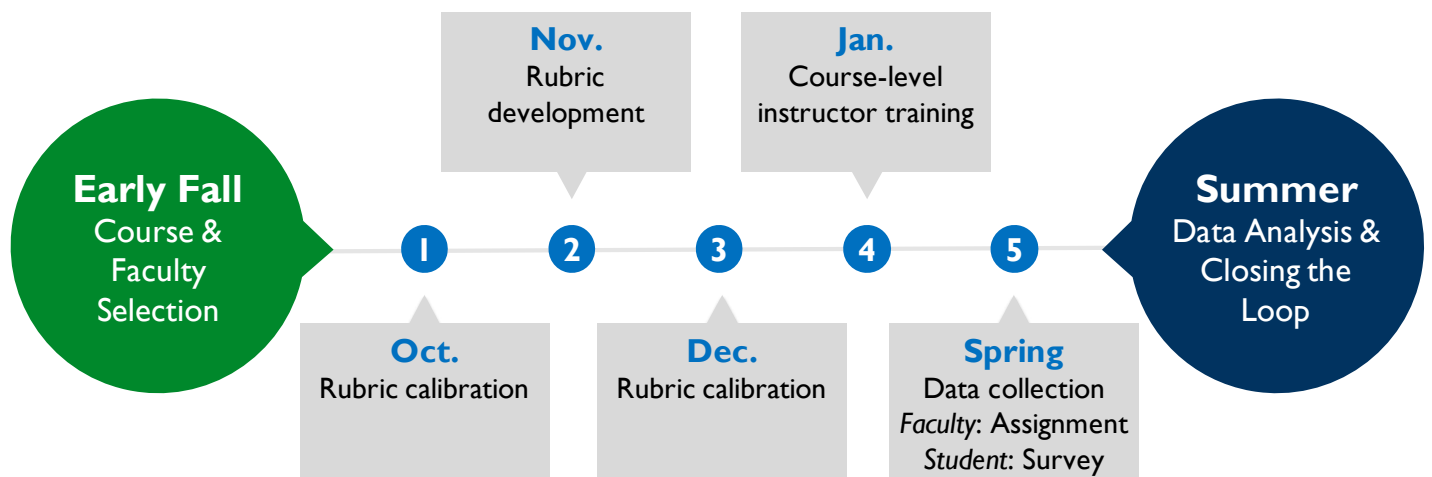 Early Fall
Course &
Faculty
Selection
1
Oct.
Rubric calibration
Nov.
Rubric
development
2
3
Dec.
Rubric calibration
Jan.
Course-level
instructor training
4
5
Spring
Data collection
Faculty: Assignment
Student: Survey
Summer
Data Analysis &
Closing the
Loop